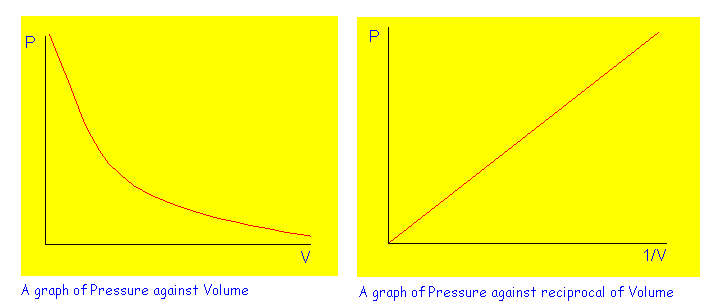 P
V
A graph of Pressure against Volume
P
1/V
A graph of Pressure against reciprocal of Volume